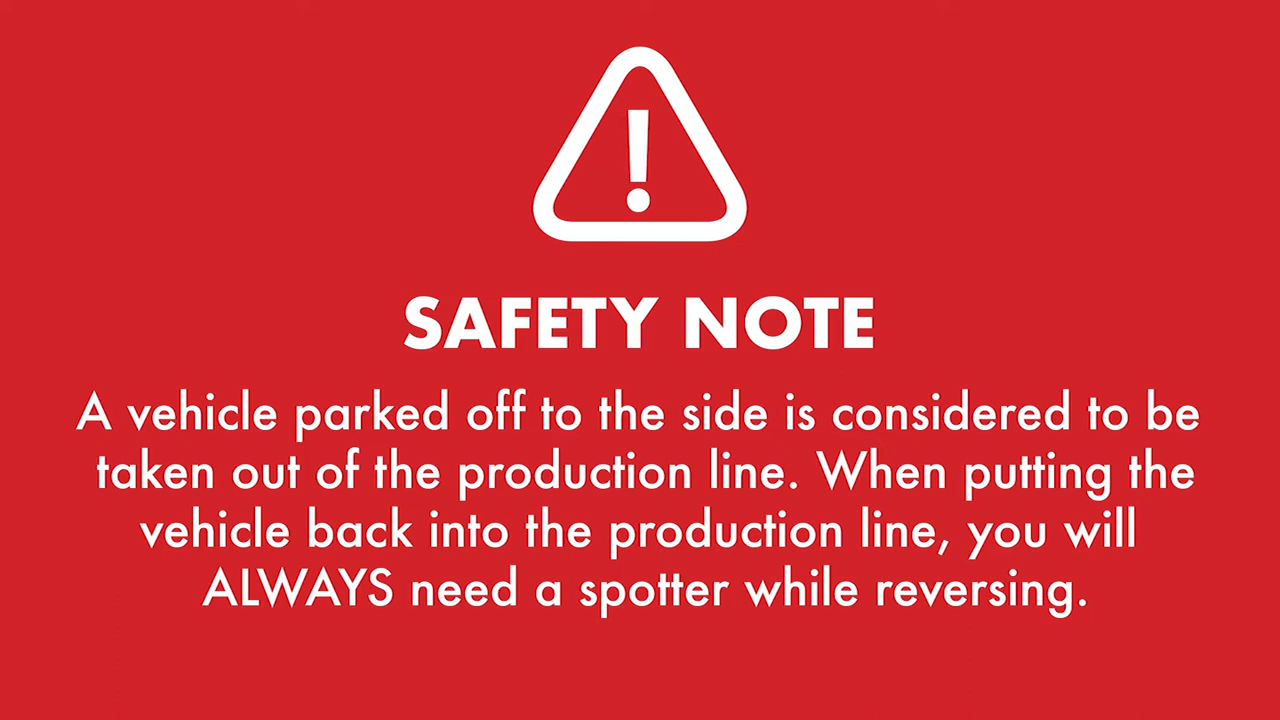 SAFETY NOTE
A vehicle parked off to the side is considered to be
taken out of the production line. When putting the
vehicle back into the production line, you will
ALWAYS need a spotter while reversing.